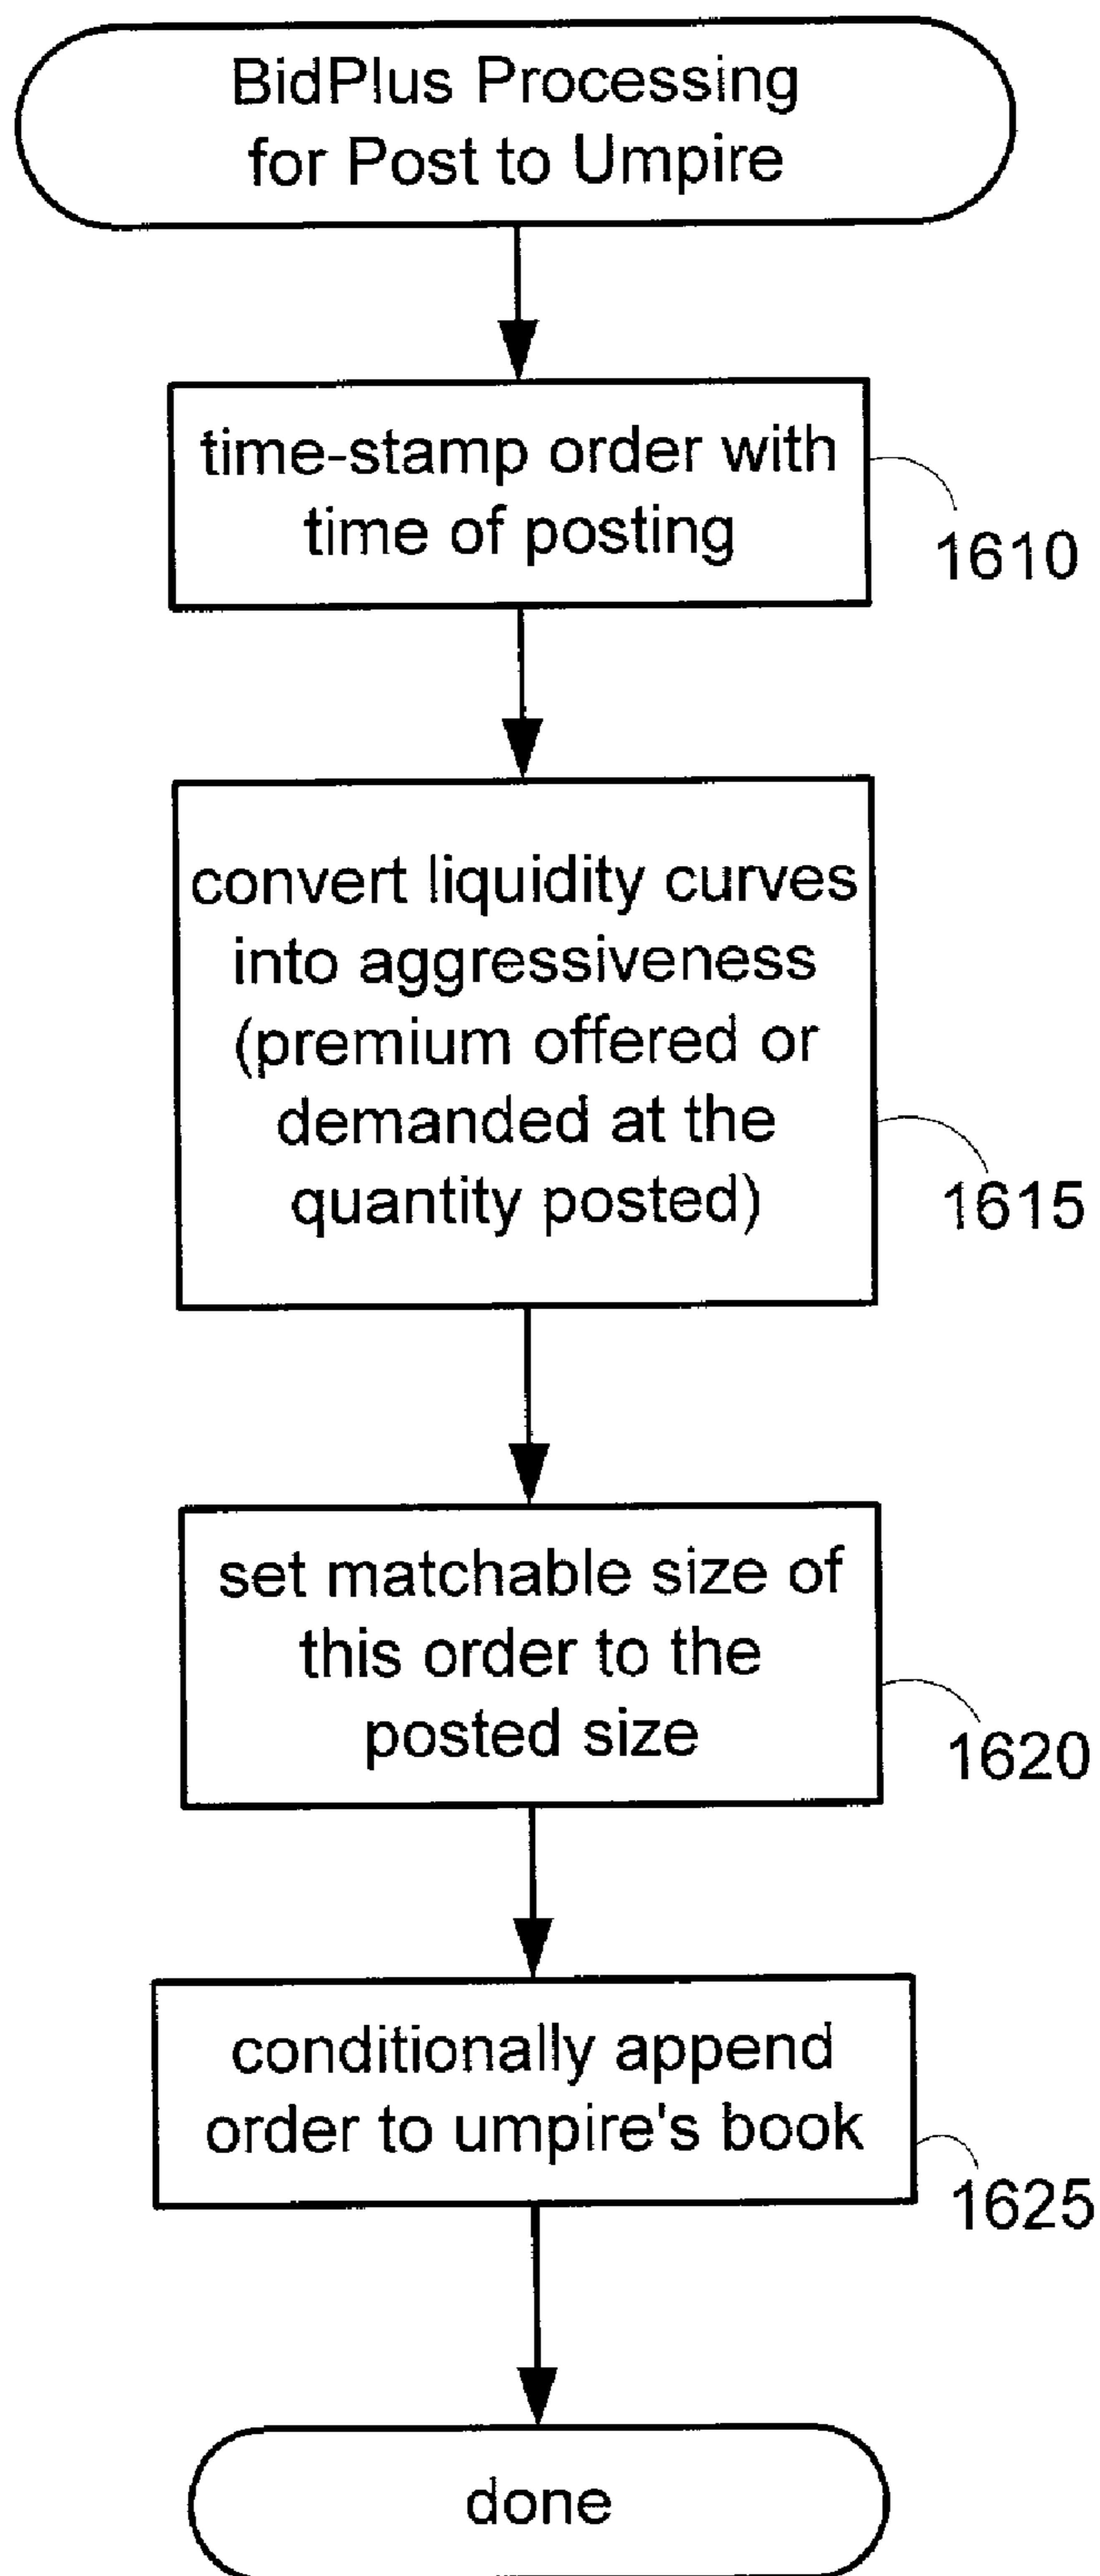 BidPlus Processing
for Post to Umpire
time-stamp order with
time of posting
1610
convert liquidity curves
into aggressiveness
(premium offered or
demanded at the
quantity posted)
1615
set matchable size of
this order to the
posted size
1620
conditionally append
order to umpire's book
1625
done